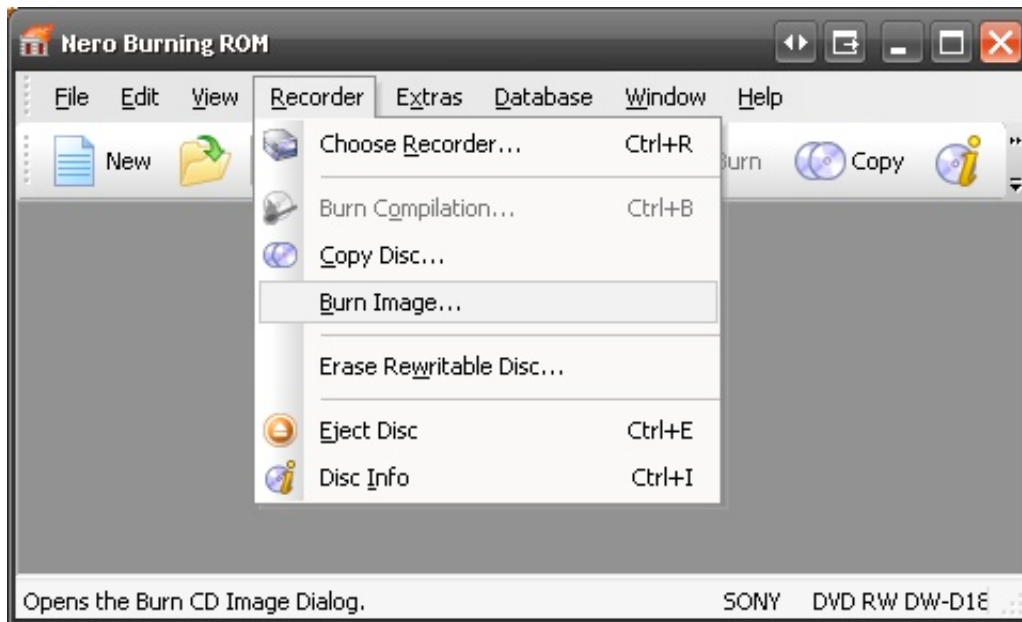 Nero Burning ROM
File Edit View Recorder Extras Database Window Help
New Burn Copy
Choose Recorder... Ctrl+R
Burn Compilation... Ctrl+B
Copy Disc...
Burn Image...
Erase Rewritable Disc...
Eject Disc Ctrl+E
Disc Info Ctrl+I
Opens the Burn CD Image Dialog. SONY DVD RW DW-D18